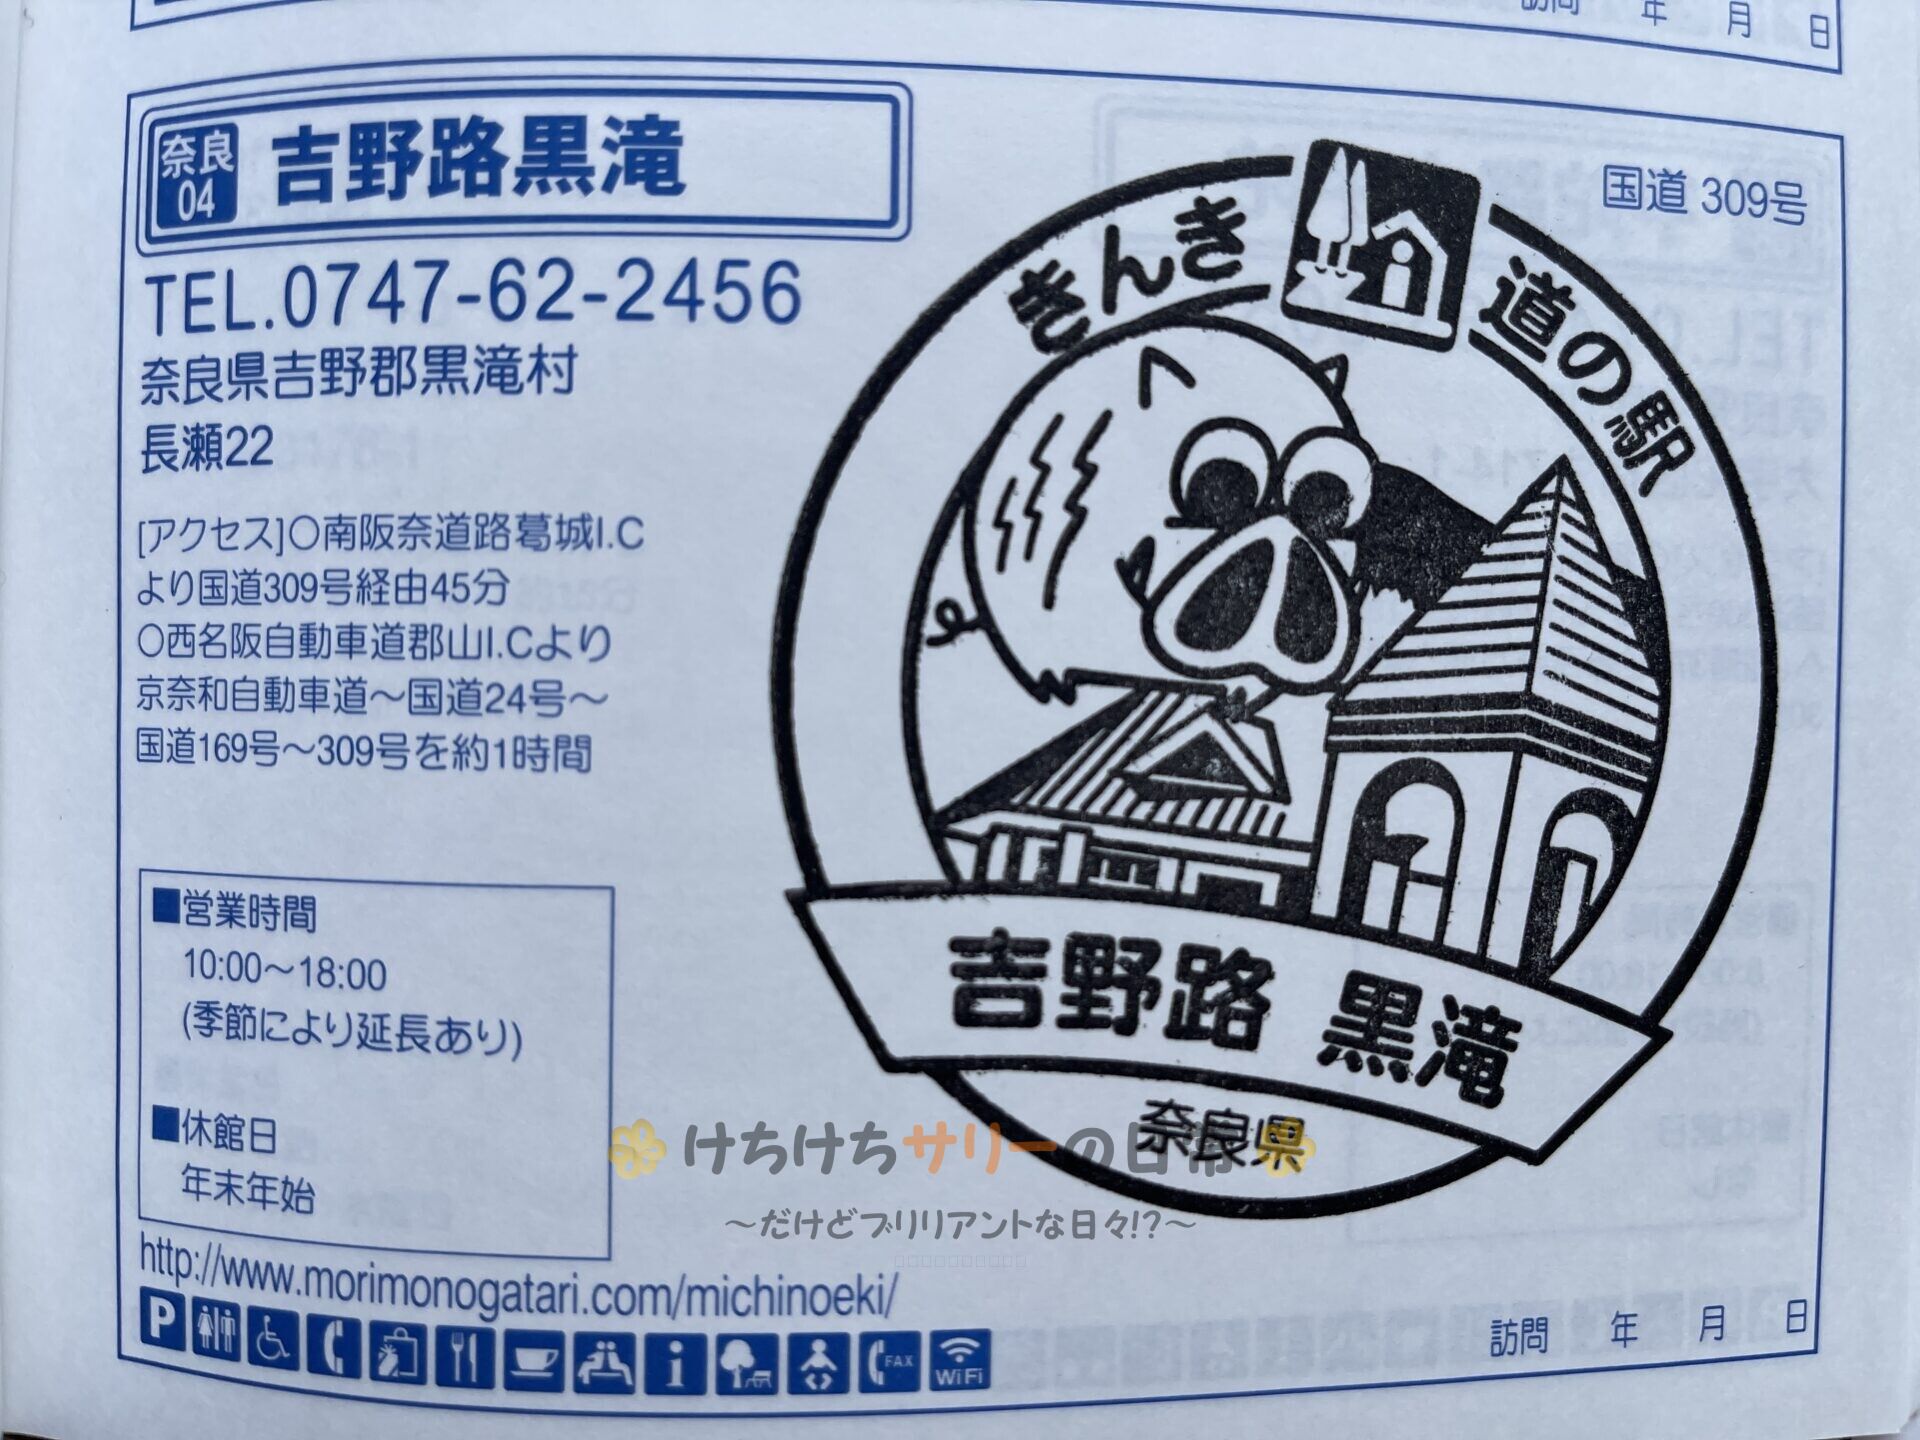 訪問 年 月 日
奈良
04
吉野路黒滝
国道 309号
TEL.0747-62-2456
奈良県吉野郡黒滝村
長瀬22
[アクセス]〇南阪奈道路葛城I.C
より国道309号経由45分
〇西名阪自動車道郡山I.Cより
京奈和自動車道～国道24号～
国道169号～309号を約1時間
■営業時間
10:00～18:00
(季節により延長あり)
■休館日
年末年始
http://www.morimonogatari.com/michinoeki/
P
i
FAX
WiFi
きんき 道の駅
吉野路 黒滝
奈良県
けちけちサリーの日常
～だけどブリリアントな日々!?～
訪問 年 月 日